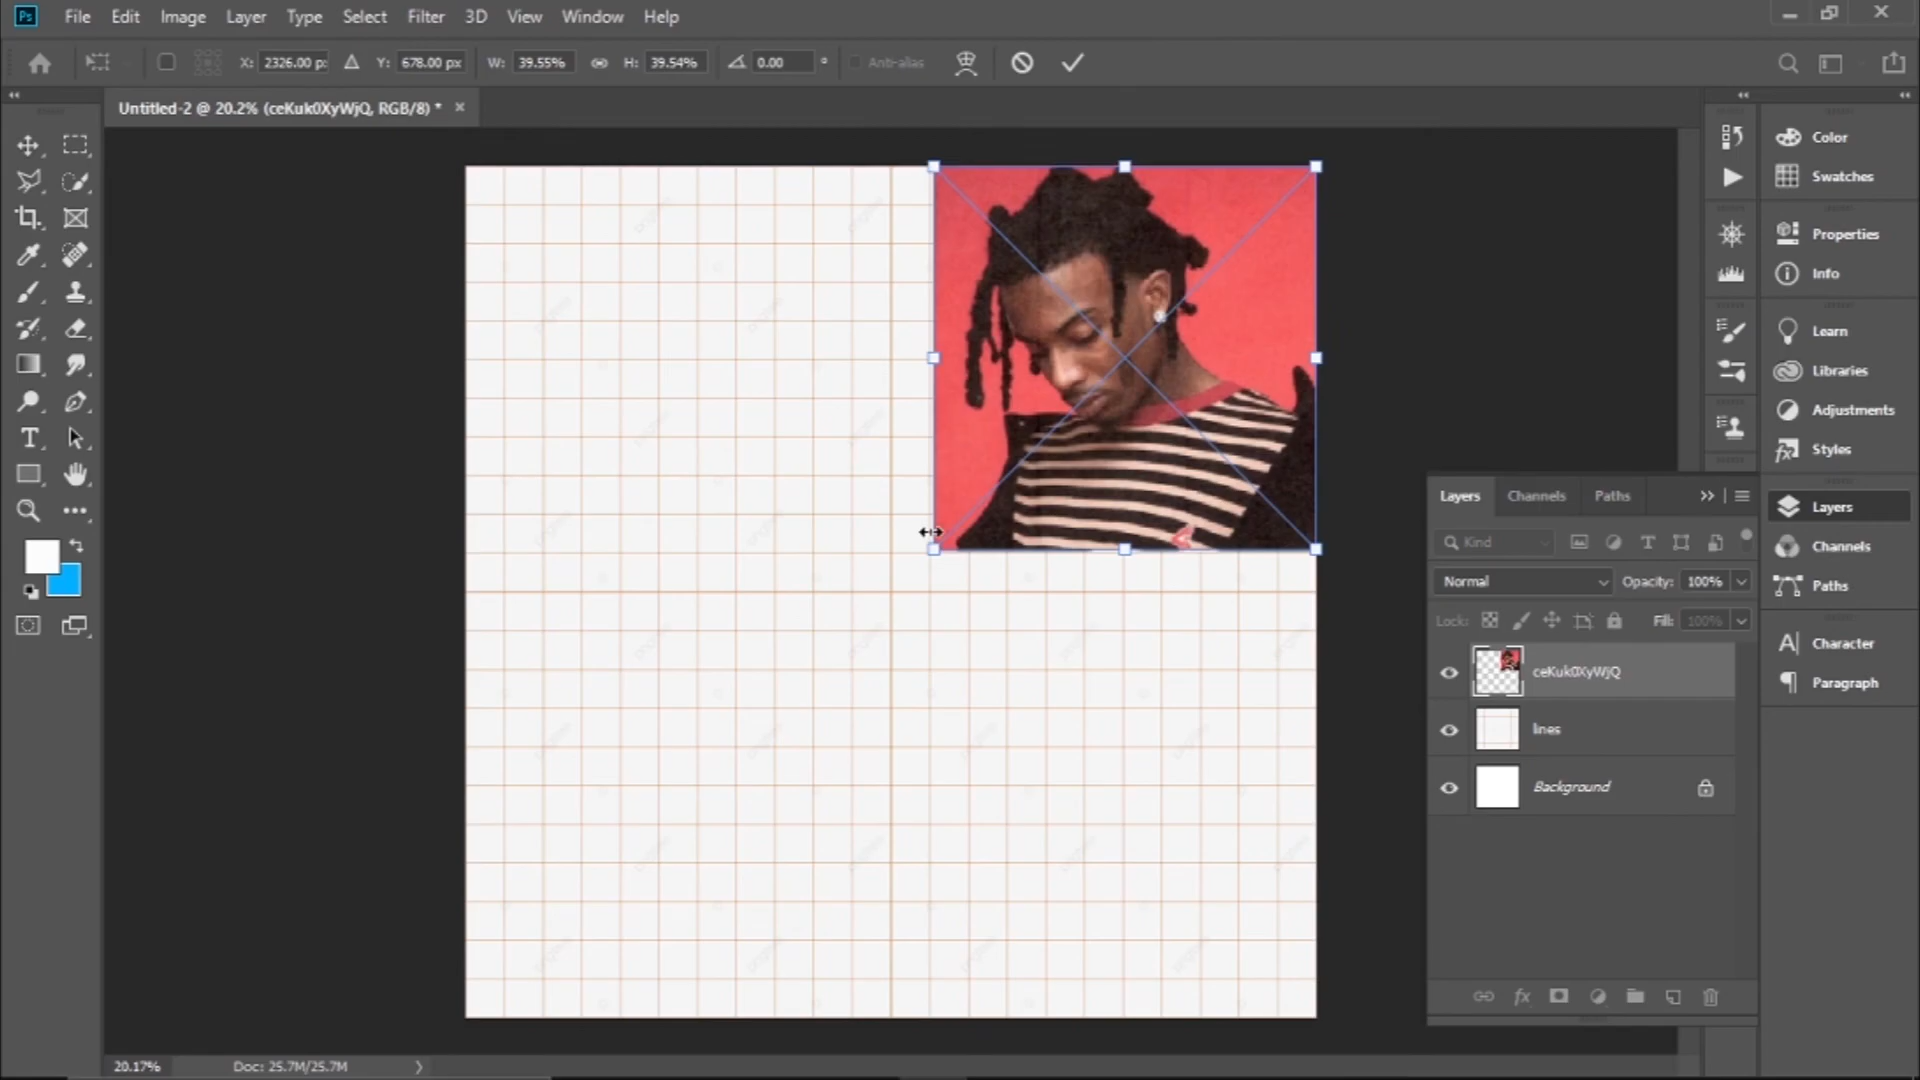 Ps File Edit Image Layer Type Select Filter 3D View Window Help
X: 2326.00 p: Y: 678.00 px W: 39.55% H: 39.54% 0.00 ° Anti-alias
Untitled-2 @ 20.2% (ceKuk0XyWjQ, RGB/8) * ×
Color
Swatches
Properties
Info
Learn
Libraries
Adjustments
Styles
Layers
Channels
Paths
Character
Paragraph
Layers Channels Paths
Kind
Normal Opacity: 100%
Lock: Fill: 100%
ceKuk0XyWjQ
lines
Background
20.17% Doc: 25.7M/25.7M